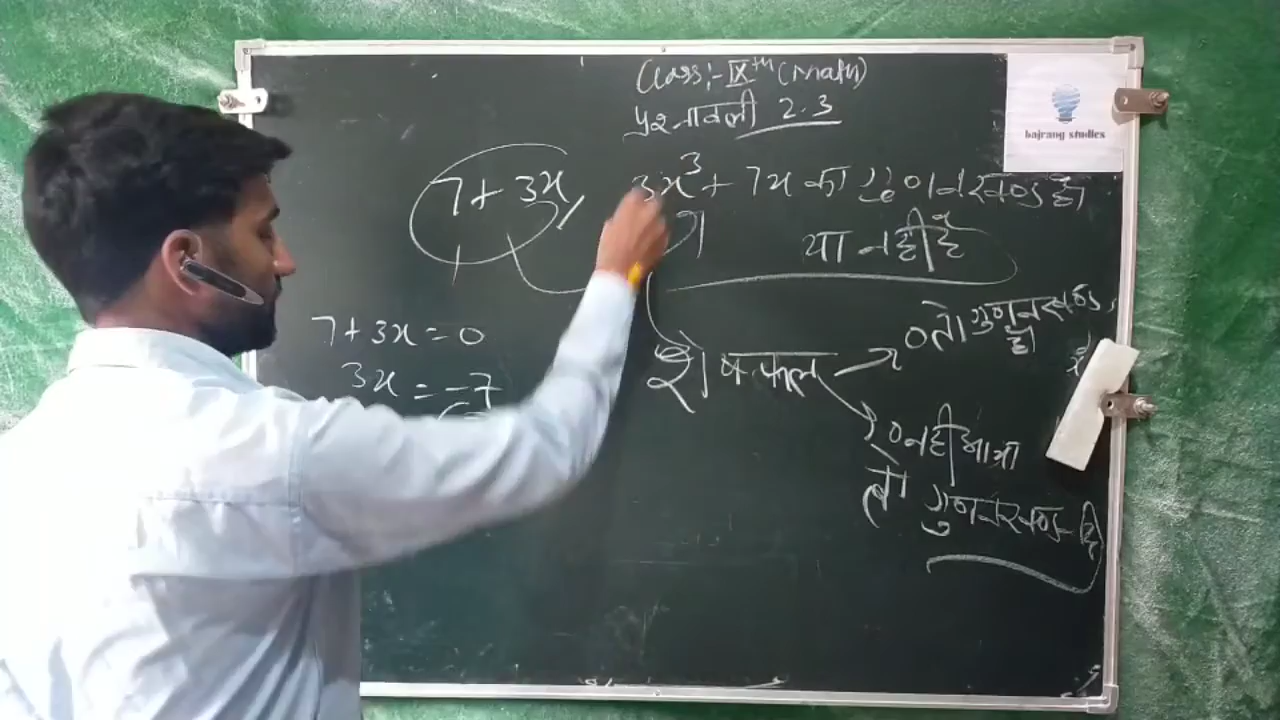 Class:- IXth (Math)
प्रश्नावली 2.3
bajrang studies
7 + 3x 3x³ + 7x का गुणनखण्ड है
या नहीं है
7 + 3x = 0
3x = -7
शेषफल → 0 तो गुणनखण्ड
है।
0 नहीं आया
तो गुणनखण्ड नहीं